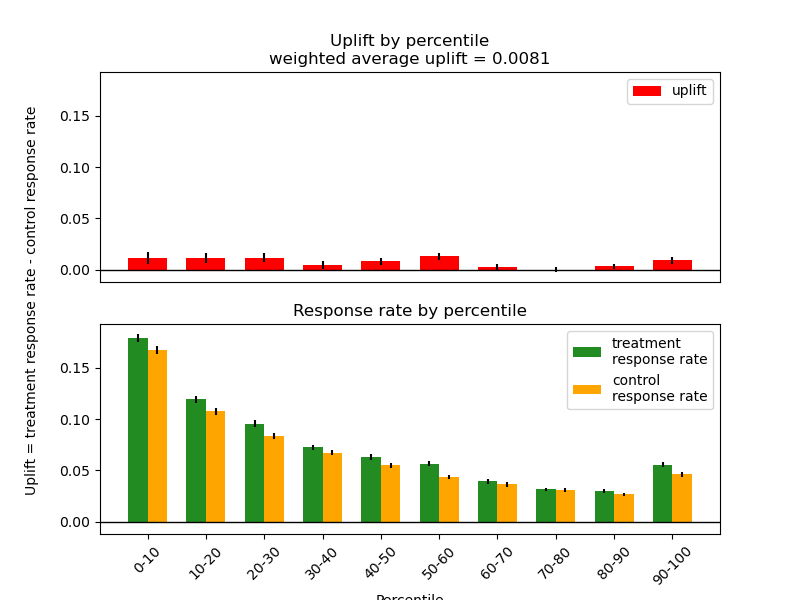 Uplift by percentile
weighted average uplift = 0.0081
uplift
0.15
0.10
0.05
0.00
Uplift = treatment response rate - control response rate
Response rate by percentile
treatment
response rate
control
response rate
0.15
0.10
0.05
0.00
0-10
10-20
20-30
30-40
40-50
50-60
60-70
70-80
80-90
90-100
Percentile